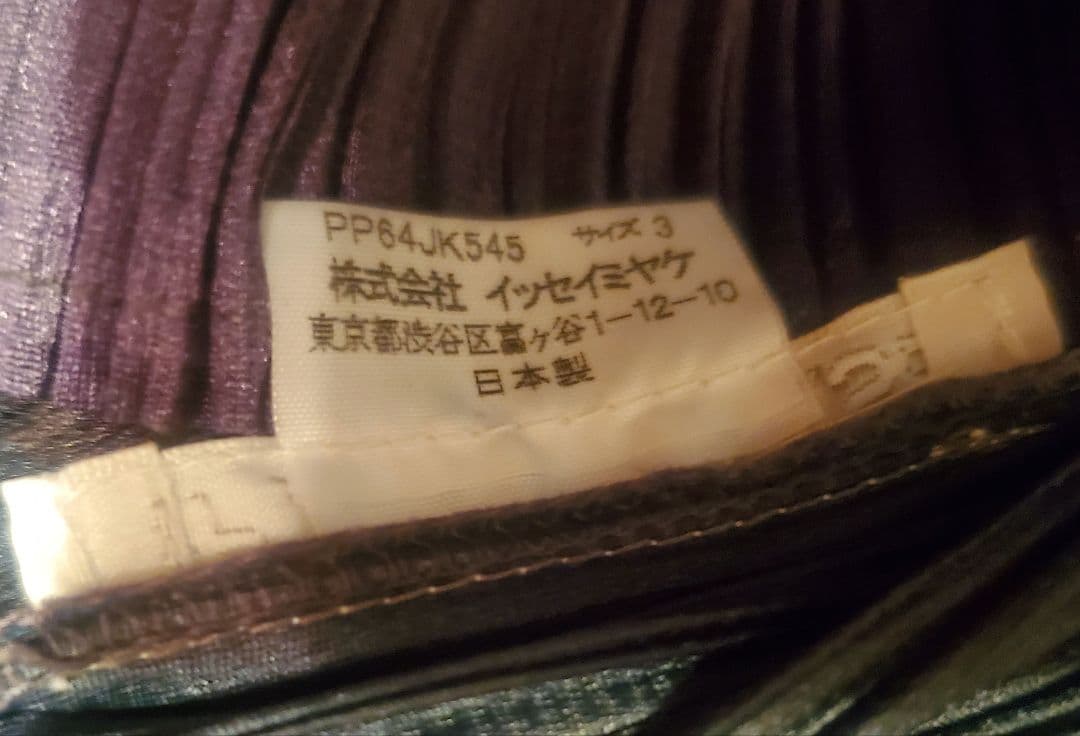 PP64JK545 サイズ 3
株式会社 イッセイミヤケ
東京都渋谷区富ヶ谷1-12-10
日本製